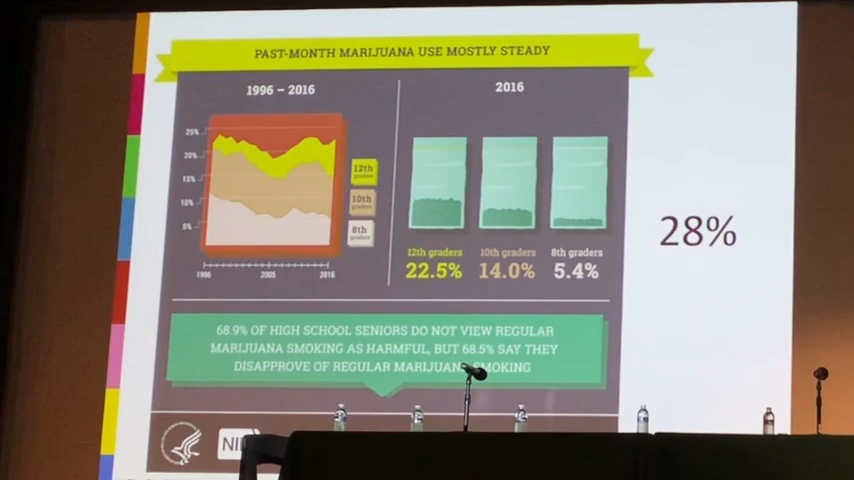 PAST-MONTH MARIJUANA USE MOSTLY STEADY
1996 – 2016
25%
20%
15%
10%
5%
1996
2005
2016
12th
graders
10th
graders
8th
graders
2016
12th graders
22.5%
10th graders
14.0%
8th graders
5.4%
68.9% OF HIGH SCHOOL SENIORS DO NOT VIEW REGULAR
MARIJUANA SMOKING AS HARMFUL, BUT 68.5% SAY THEY
DISAPPROVE OF REGULAR MARIJUANA SMOKING
28%